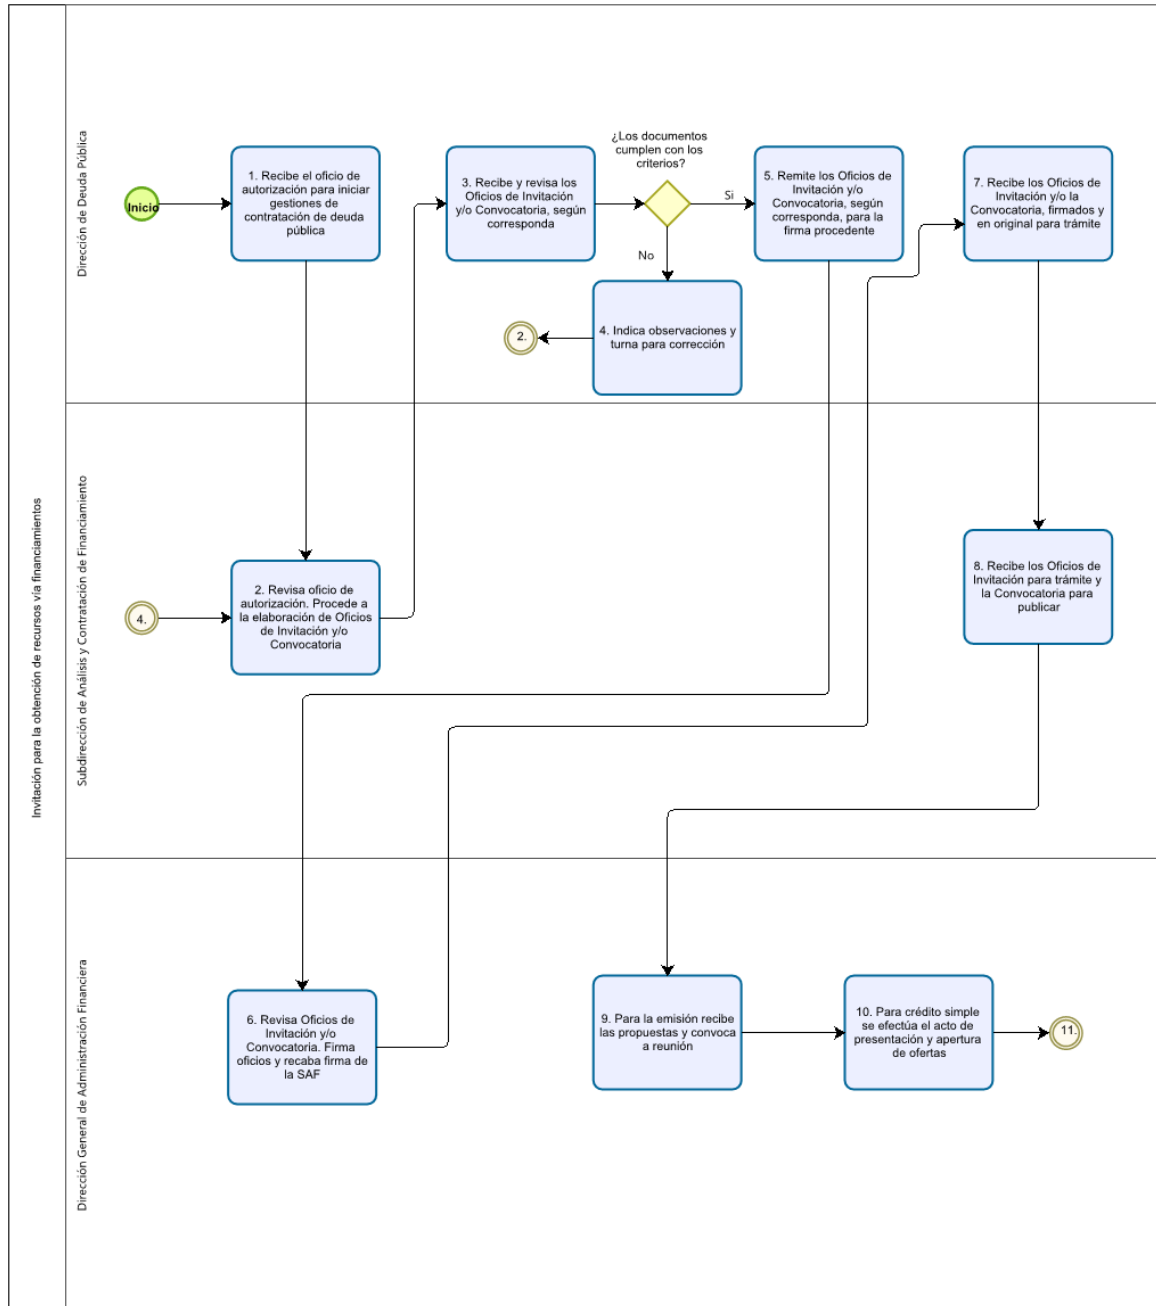 Invitación para la obtención de recursos vía financiamientos
Dirección de Deuda Pública
Inicio
1. Recibe el oficio de
autorización para iniciar
gestiones de
contratación de deuda
pública
3. Recibe y revisa los
Oficios de Invitación
y/o Convocatoria, según
corresponda
¿Los documentos
cumplen con los
criterios?
Si
No
5. Remite los Oficios de
Invitación y/o
Convocatoria, según
corresponda, para la
firma procedente
7. Recibe los Oficios de
Invitación y/o la
Convocatoria, firmados y
en original para trámite
2.
4. Indica observaciones y
turna para corrección
Subdirección de Análisis y Contratación de Financiamiento
4.
2. Revisa oficio de
autorización. Procede a
la elaboración de Oficios
de Invitación y/o
Convocatoria
8. Recibe los Oficios de
Invitación para trámite y
la Convocatoria para
publicar
Dirección General de Administración Financiera
6. Revisa Oficios de
Invitación y/o
Convocatoria. Firma
oficios y recaba firma de
la SAF
9. Para la emisión recibe
las propuestas y convoca
a reunión
10. Para crédito simple
se efectúa el acto de
presentación y apertura
de ofertas
11.